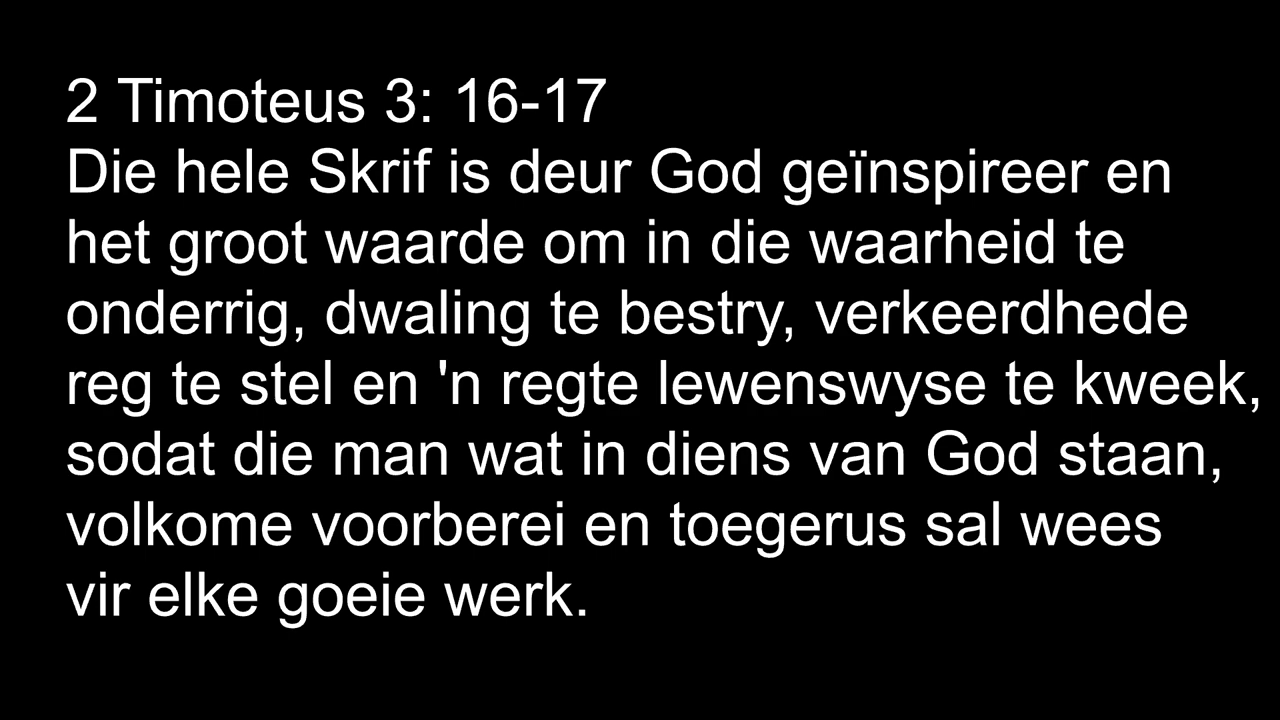 2 Timoteus 3: 16-17
Die hele Skrif is deur God geïnspireer en
het groot waarde om in die waarheid te
onderrig, dwaling te bestry, verkeerdhede
reg te stel en 'n regte lewenswyse te kweek,
sodat die man wat in diens van God staan,
volkome voorberei en toegerus sal wees
vir elke goeie werk.